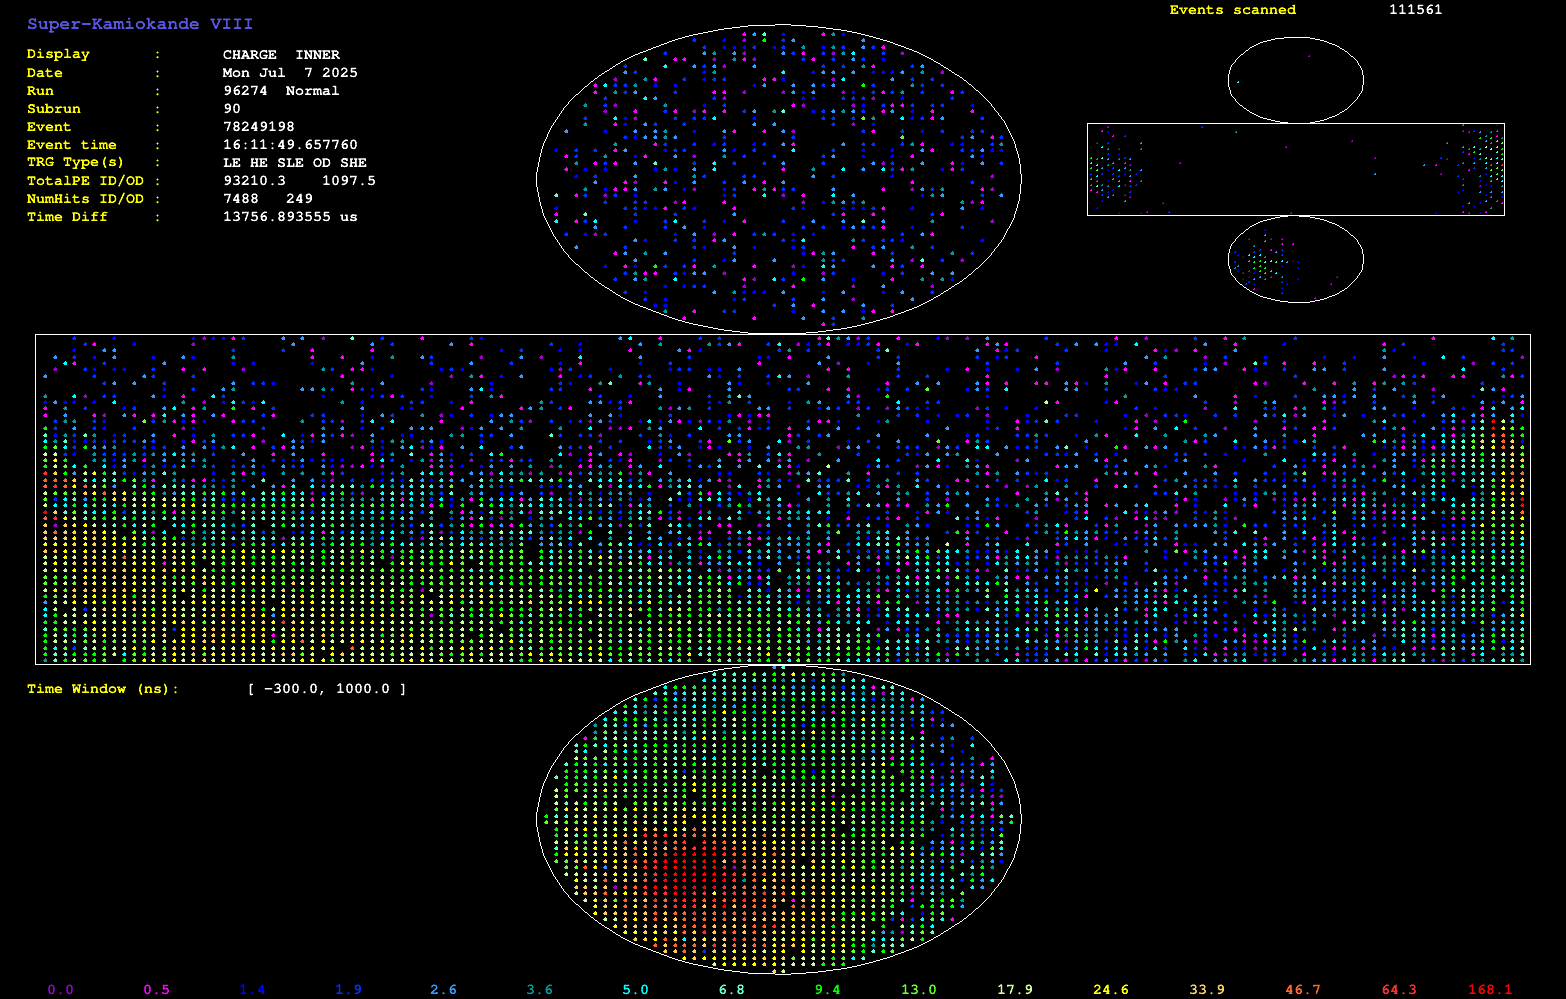 Super-Kamiokande VIII
Events scanned 111561
Display : CHARGE INNER
Date : Mon Jul 7 2025
Run : 96274 Normal
Subrun : 90
Event : 78249198
Event time : 16:11:49.657760
TRG Type(s) : LE HE SLE OD SHE
TotalPE ID/OD : 93210.3 1097.5
NumHits ID/OD : 7488 249
Time Diff : 13756.893555 us
Time Window (ns): [ -300.0, 1000.0 ]
0.0 0.5 1.4 1.9 2.6 3.6 5.0 6.8 9.4 13.0 17.9 24.6 33.9 46.7 64.3 168.1